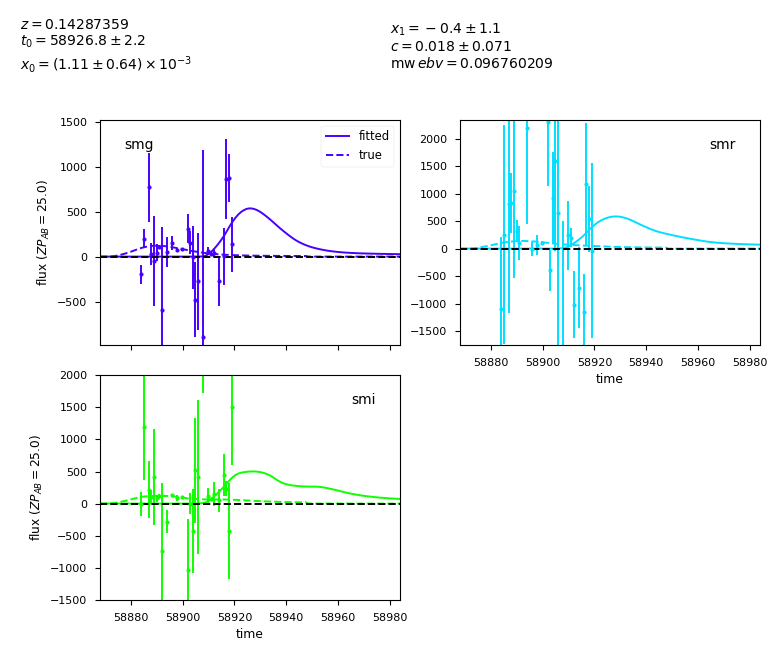 z = 0.14287359
t0 = 58926.8 ± 2.2
x0 = (1.11 ± 0.64) × 10^−3
x1 = −0.4 ± 1.1
c = 0.018 ± 0.071
mw ebv = 0.096760209
smg
fitted
true
1500
1000
500
0
−500
flux (ZP_AB = 25.0)
smr
2000
1500
1000
500
0
−500
−1000
−1500
58880 58900 58920 58940 58960 58980
time
smi
2000
1500
1000
500
0
−500
−1000
−1500
flux (ZP_AB = 25.0)
58880 58900 58920 58940 58960 58980
time